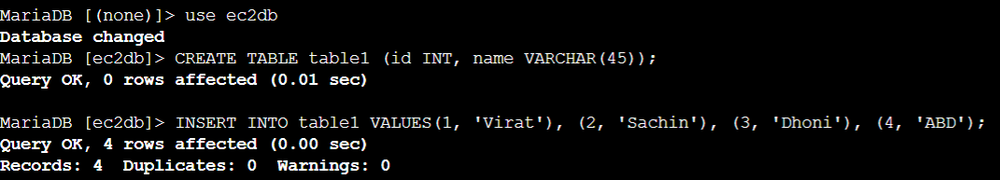 MariaDB [(none)]> use ec2db
Database changed
MariaDB [ec2db]> CREATE TABLE table1 (id INT, name VARCHAR(45));
Query OK, 0 rows affected (0.01 sec)

MariaDB [ec2db]> INSERT INTO table1 VALUES(1, 'Virat'), (2, 'Sachin'), (3, 'Dhoni'), (4, 'ABD');
Query OK, 4 rows affected (0.00 sec)
Records: 4  Duplicates: 0  Warnings: 0